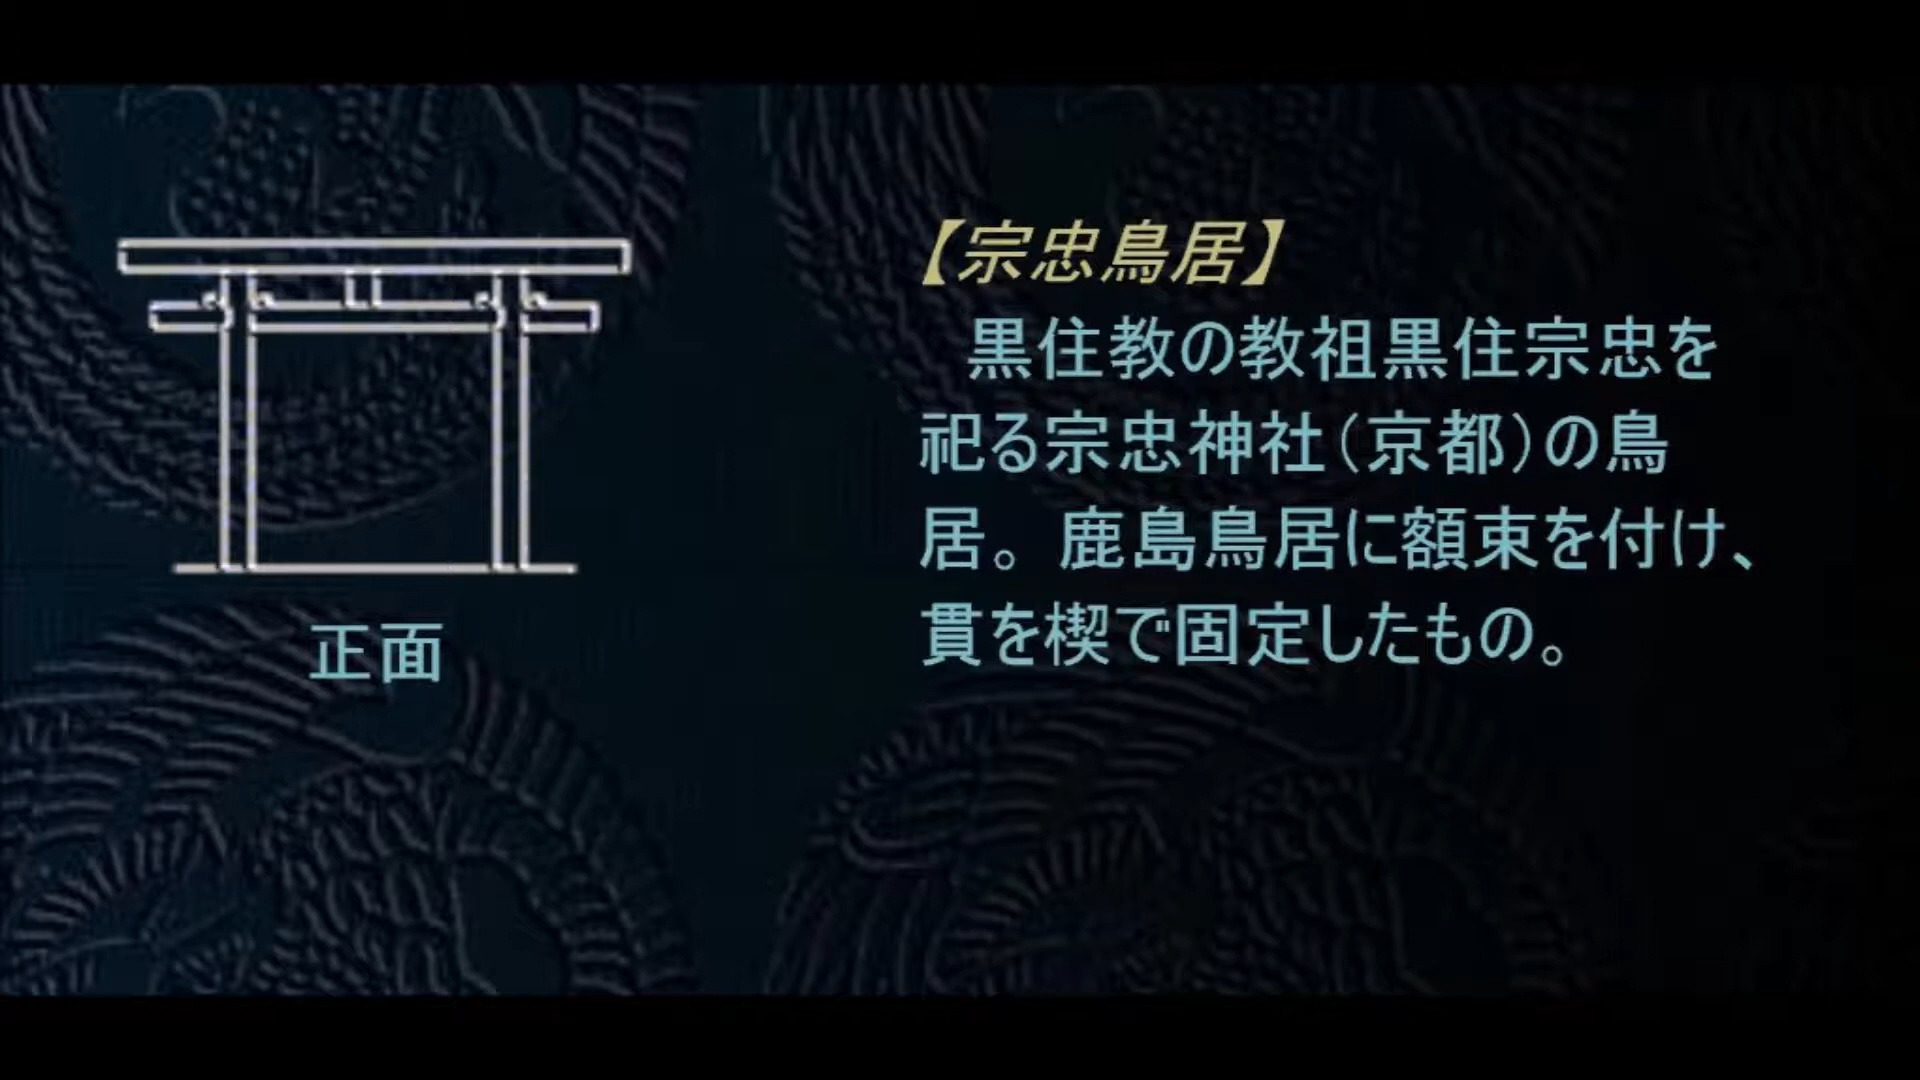 【宗忠鳥居】
黒住教の教祖黒住宗忠を
祀る宗忠神社（京都）の鳥
居。鹿島鳥居に額束を付け、
貫を楔で固定したもの。
正面